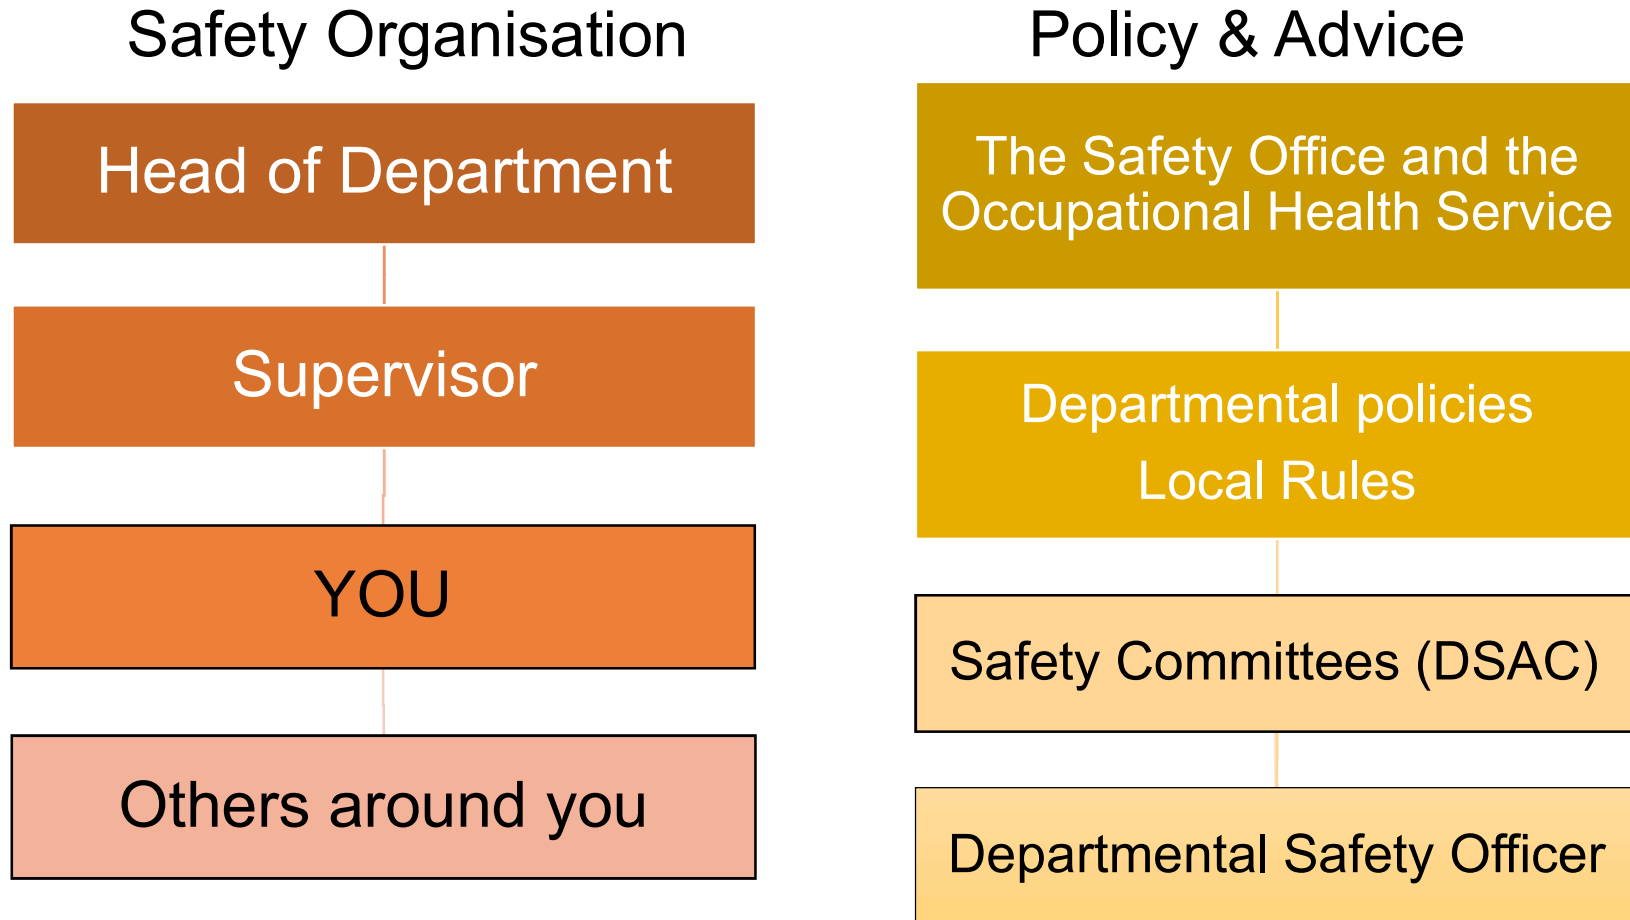 Safety Organisation
Head of Department
Supervisor
YOU
Others around you
Policy & Advice
The Safety Office and the
Occupational Health Service
Departmental policies
Local Rules
Safety Committees (DSAC)
Departmental Safety Officer